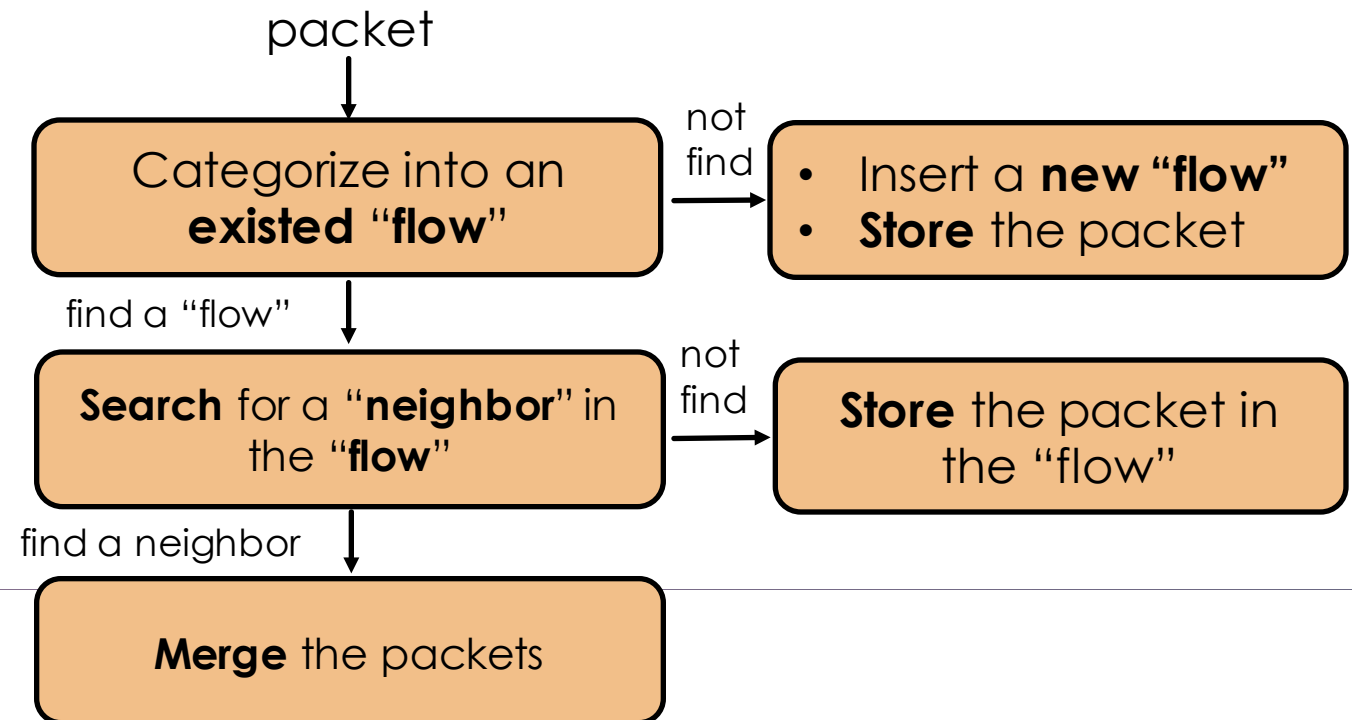 packet
Categorize into an
existed “flow”
not
find
• Insert a new “flow”
• Store the packet
find a “flow”
Search for a “neighbor” in
the “flow”
not
find
Store the packet in
the “flow”
find a neighbor
Merge the packets